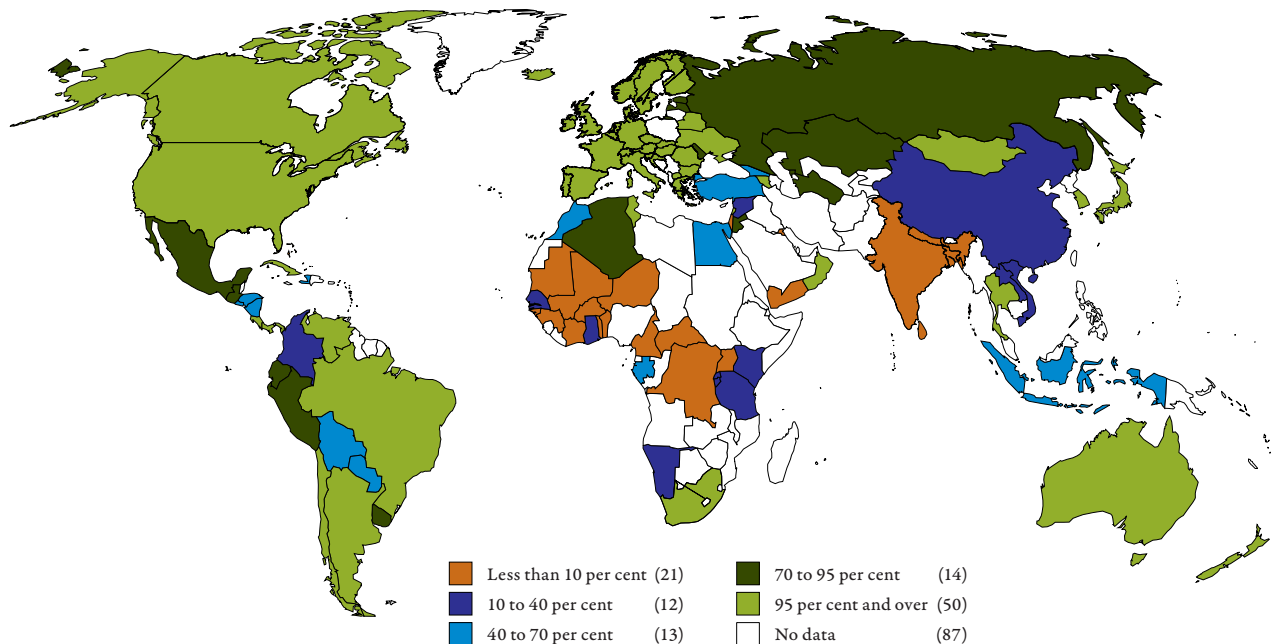 Less than 10 per cent (21)
10 to 40 per cent (12)
40 to 70 per cent (13)
70 to 95 per cent (14)
95 per cent and over (50)
No data (87)